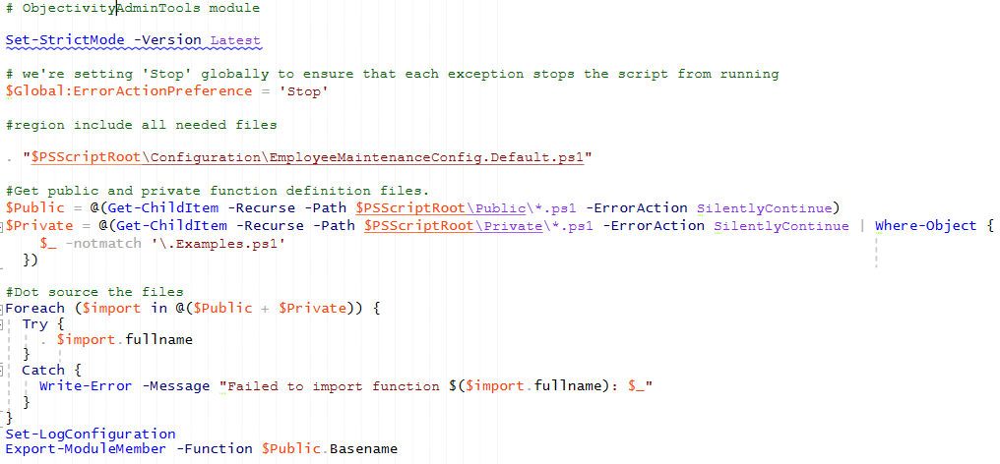 # ObjectivityAdminTools module
Set-StrictMode -Version Latest
# we're setting 'Stop' globally to ensure that each exception stops the script from running
$Global:ErrorActionPreference = 'Stop'
#region include all needed files
. "$PSScriptRoot\Configuration\EmployeeMaintenanceConfig.Default.ps1"
#Get public and private function definition files.
$Public = @(Get-ChildItem -Recurse -Path $PSScriptRoot\Public\*.ps1 -ErrorAction SilentlyContinue)
$Private = @(Get-ChildItem -Recurse -Path $PSScriptRoot\Private\*.ps1 -ErrorAction SilentlyContinue | Where-Object {
$_ -notmatch '\.Examples.ps1'
})
#Dot source the files
Foreach ($import in @($Public + $Private)) {
Try {
. $import.fullname
}
Catch {
Write-Error -Message "Failed to import function $($import.fullname): $_"
}
}
Set-LogConfiguration
Export-ModuleMember -Function $Public.Basename